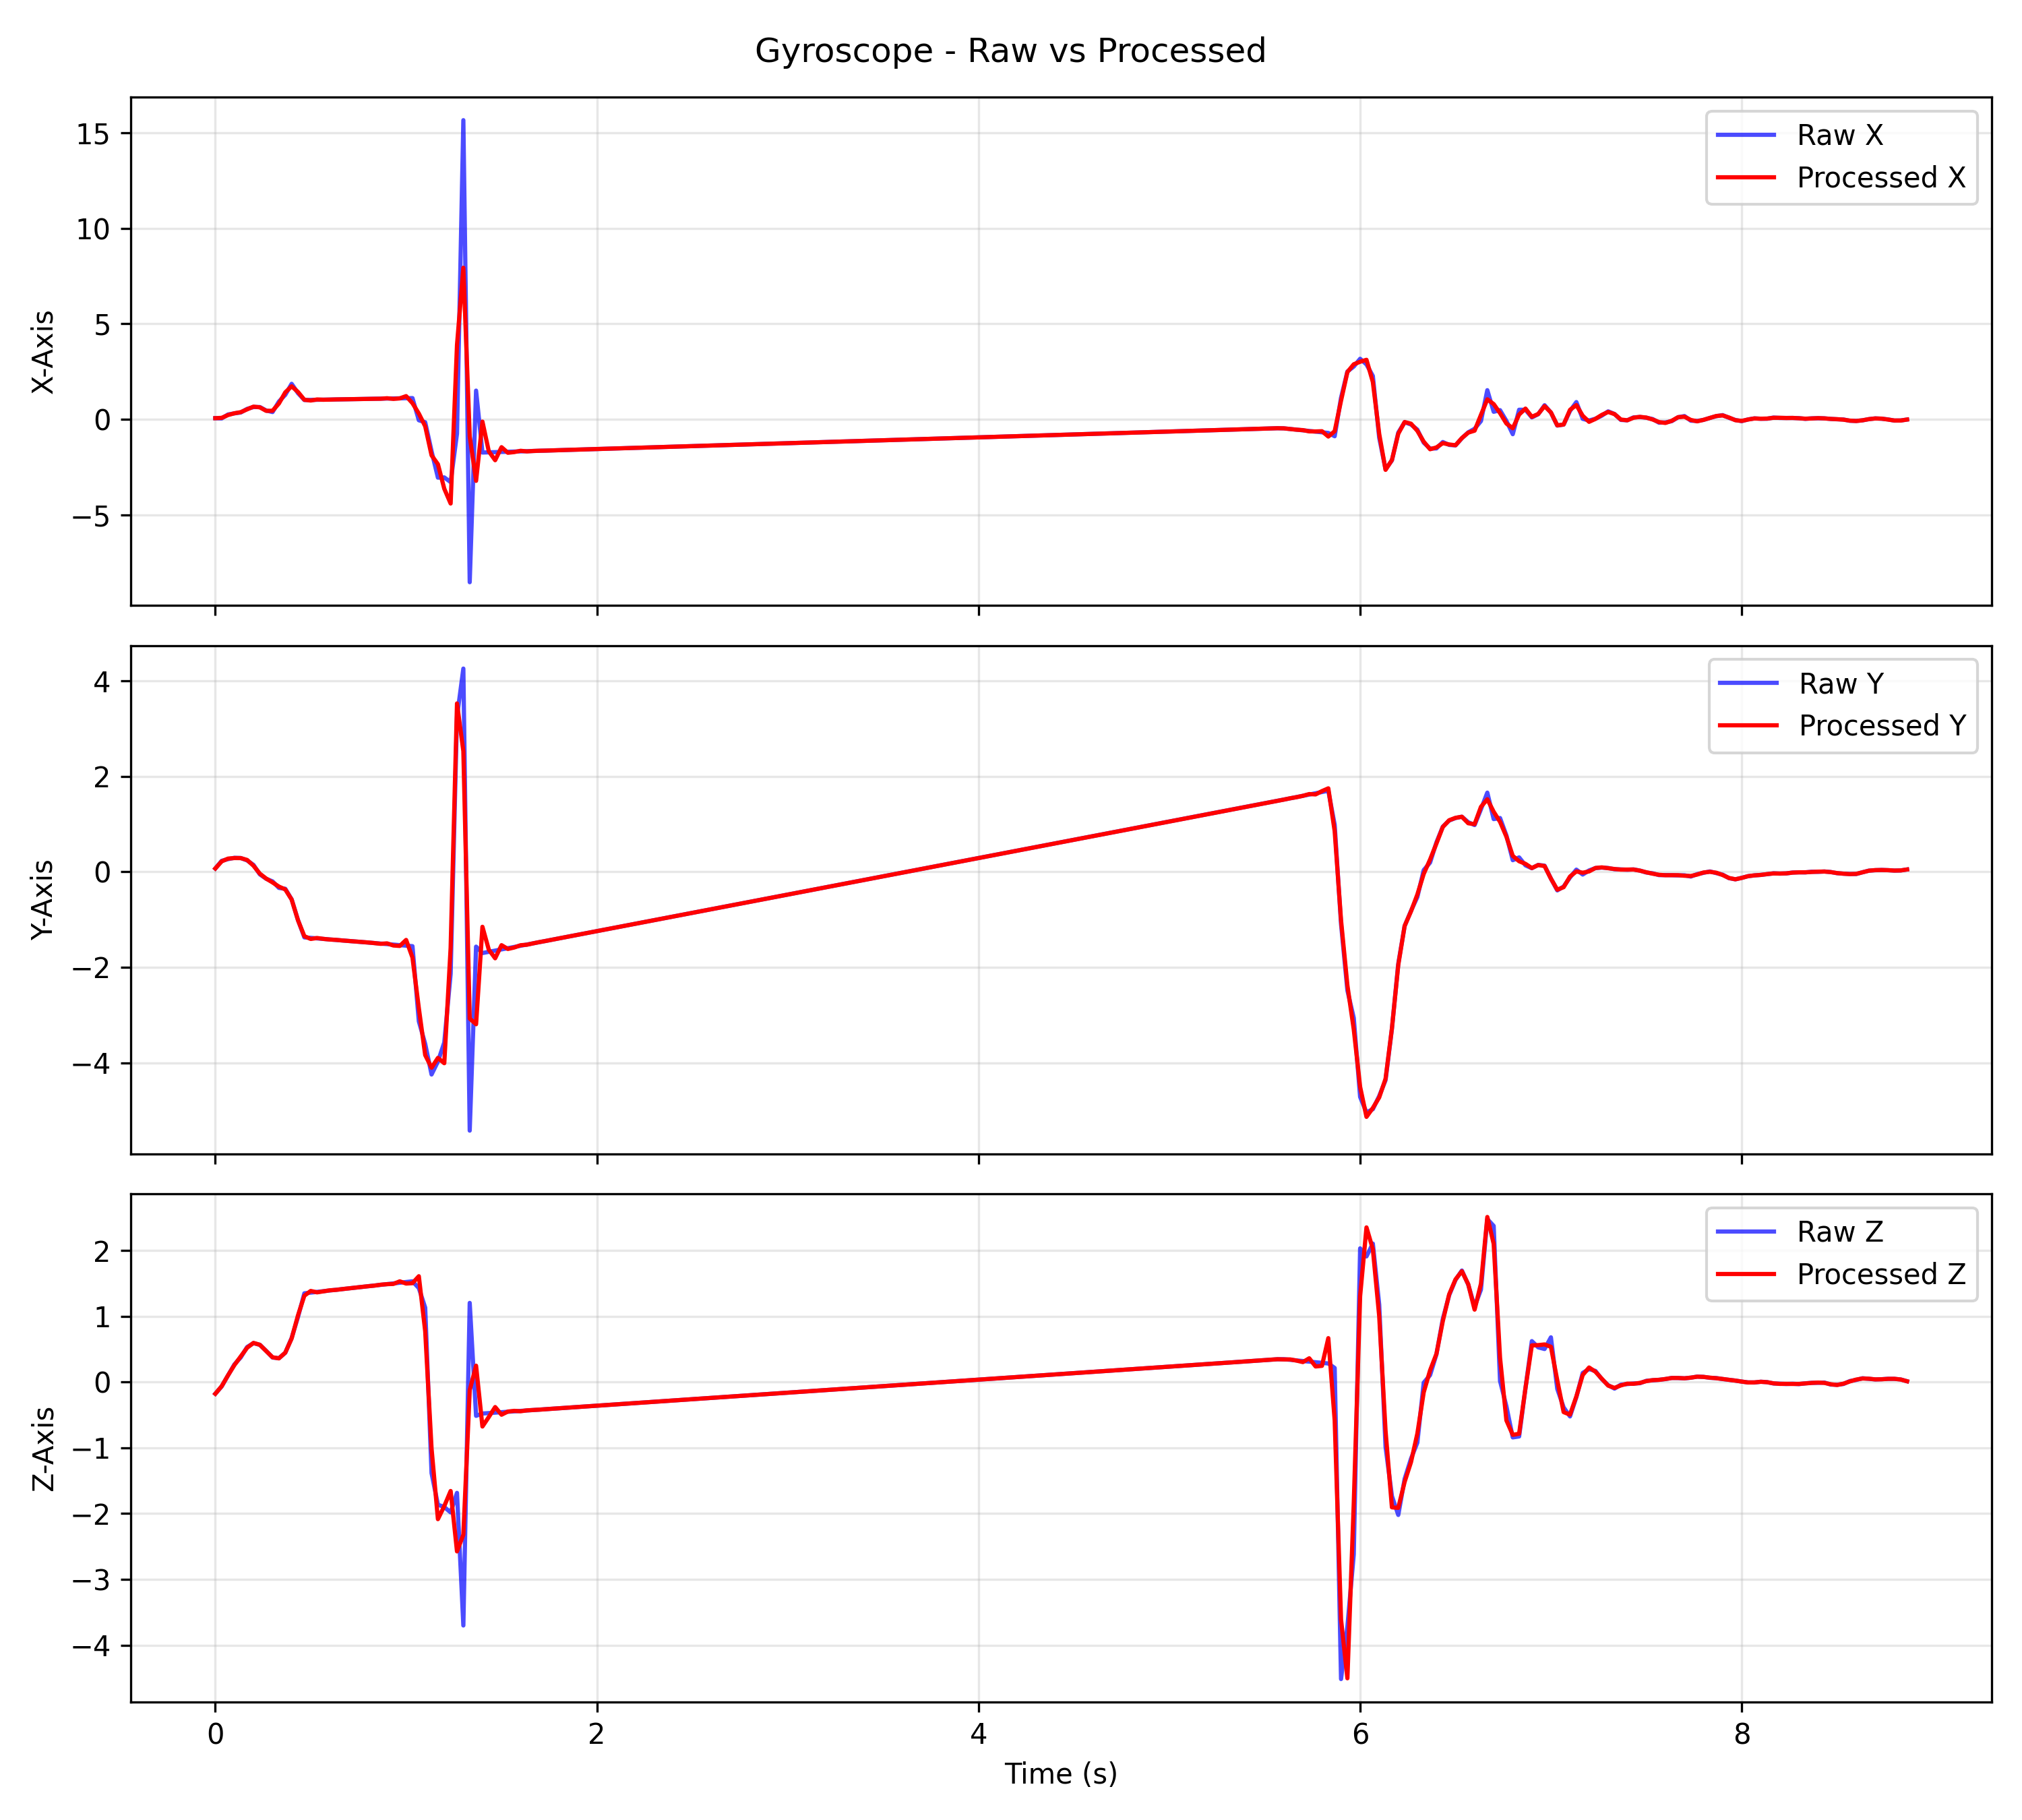 Gyroscope - Raw vs Processed
15
10
5
0
−5
X-Axis
Raw X
Processed X
4
2
0
−2
−4
Y-Axis
Raw Y
Processed Y
2
1
0
−1
−2
−3
−4
Z-Axis
Raw Z
Processed Z
0 2 4 6 8
Time (s)